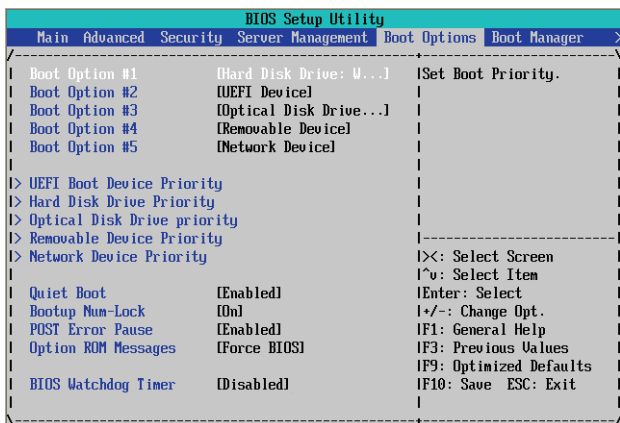 BIOS Setup Utility
Main Advanced Security Server Management Boot Options Boot Manager >
Boot Option #1 [Hard Disk Drive: W...] Set Boot Priority.
Boot Option #2 [UEFI Device]
Boot Option #3 [Optical Disk Drive...]
Boot Option #4 [Removable Device]
Boot Option #5 [Network Device]
> UEFI Boot Device Priority
> Hard Disk Drive Priority
> Optical Disk Drive priority
> Removable Device Priority
> Network Device Priority ><: Select Screen
^v: Select Item
Quiet Boot [Enabled] Enter: Select
Bootup Num-Lock [On] +/-: Change Opt.
POST Error Pause [Enabled] F1: General Help
Option ROM Messages [Force BIOS] F3: Previous Values
F9: Optimized Defaults
BIOS Watchdog Timer [Disabled] F10: Save ESC: Exit